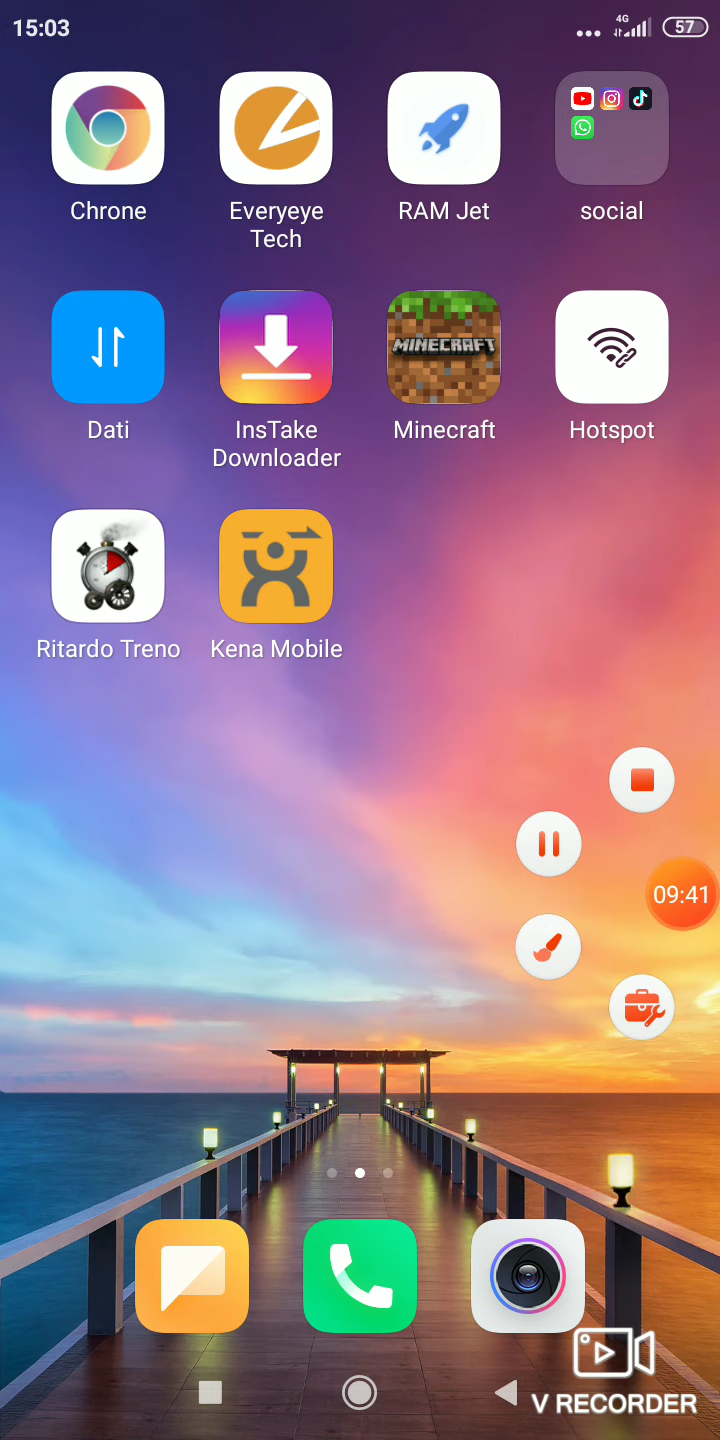 15:03
4G
57
Chrone
Everyeye
Tech
RAM Jet
social
MINECRAFT
Dati
InsTake
Downloader
Minecraft
Hotspot
Ritardo Treno
Kena Mobile
09:41
V RECORDER